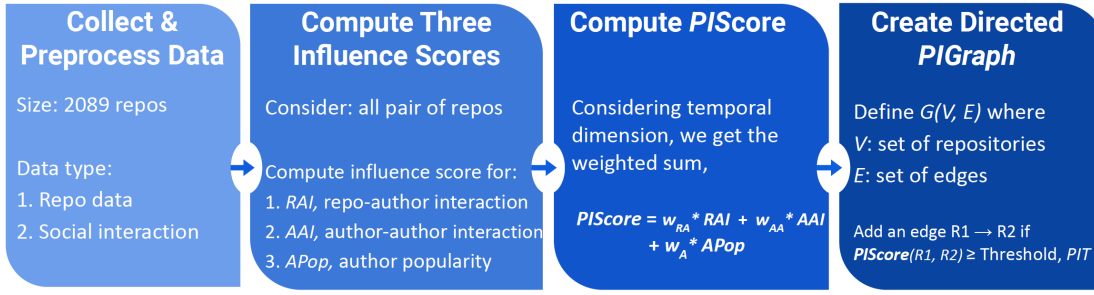 Collect &
Preprocess Data
Size: 2089 repos
Data type:
1. Repo data
2. Social interaction
Compute Three
Influence Scores
Consider: all pair of repos
Compute influence score for:
1. RAI, repo-author interaction
2. AAI, author-author interaction
3. APop, author popularity
Compute PIScore
Considering temporal
dimension, we get the
weighted sum,
PIScore = w_RA* RAI + w_AA* AAI
+ w_A* APop
Create Directed
PIGraph
Define G(V, E) where
V: set of repositories
E: set of edges
Add an edge R1 → R2 if
PIScore(R1, R2) ≥ Threshold, PIT